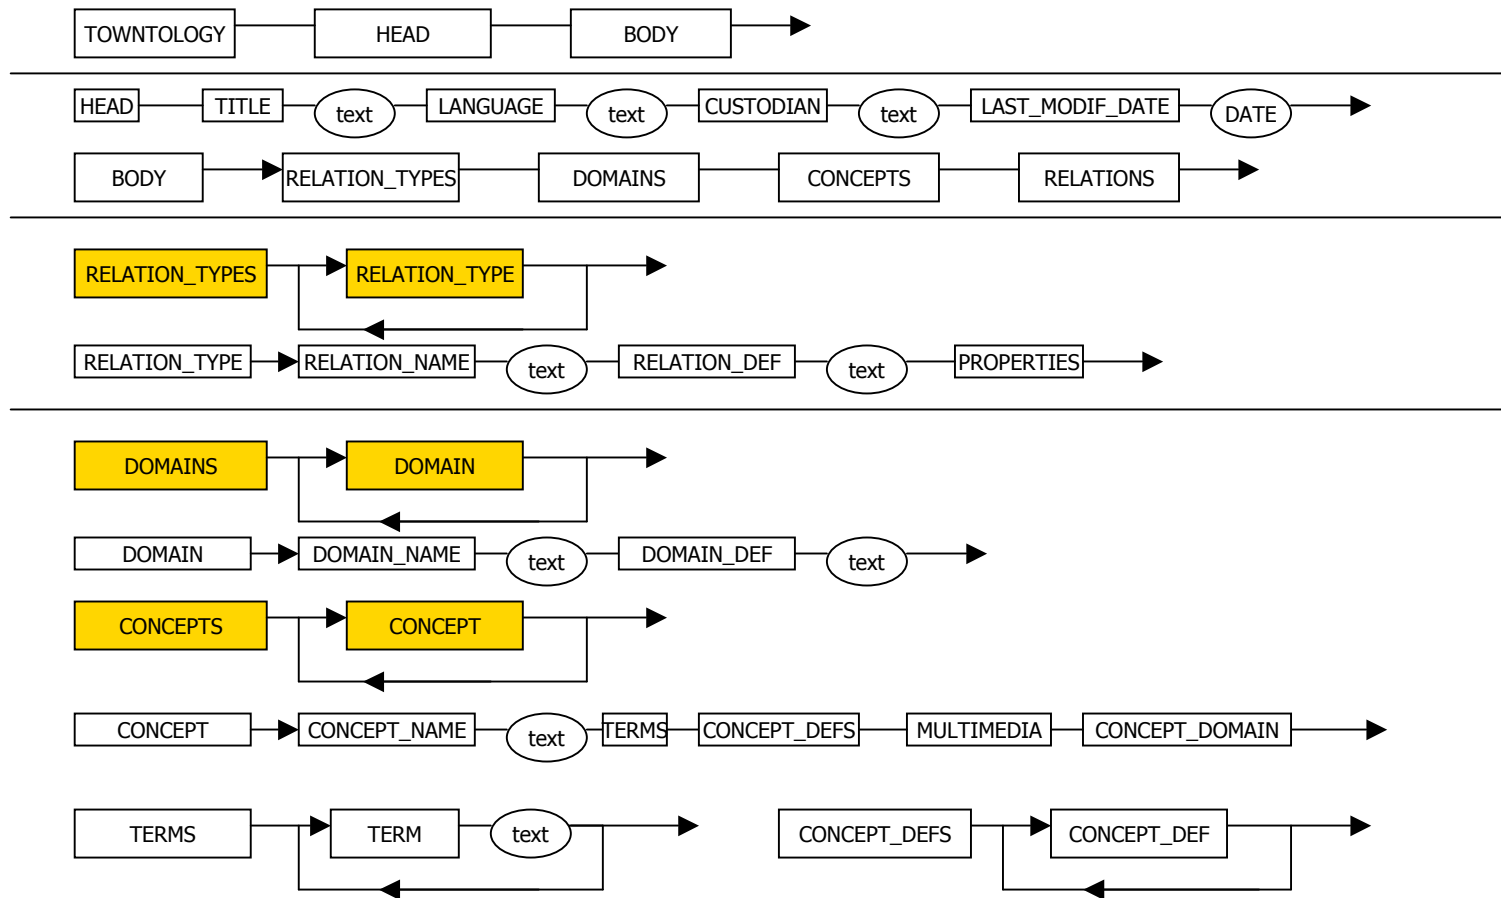 TOWNTOLOGY HEAD BODY
HEAD TITLE text LANGUAGE text CUSTODIAN text LAST_MODIF_DATE DATE
BODY RELATION_TYPES DOMAINS CONCEPTS RELATIONS
RELATION_TYPES RELATION_TYPE
RELATION_TYPE RELATION_NAME text RELATION_DEF text PROPERTIES
DOMAINS DOMAIN
DOMAIN DOMAIN_NAME text DOMAIN_DEF text
CONCEPTS CONCEPT
CONCEPT CONCEPT_NAME text TERMS CONCEPT_DEFS MULTIMEDIA CONCEPT_DOMAIN
TERMS TERM text CONCEPT_DEFS CONCEPT_DEF